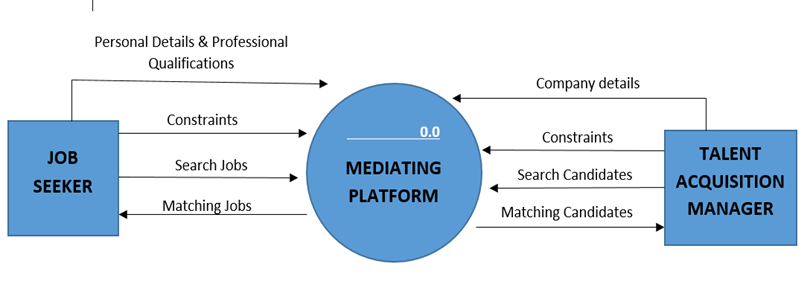 Personal Details & Professional
Qualifications
Company details
Constraints
0.0
Constraints
JOB
SEEKER
Search Jobs
MEDIATING
PLATFORM
Search Candidates
TALENT
ACQUISITION
MANAGER
Matching Jobs
Matching Candidates